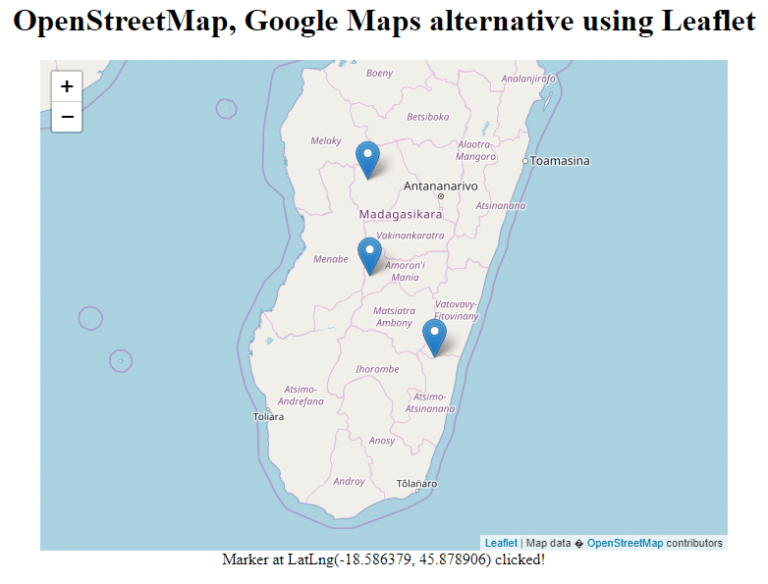 OpenStreetMap, Google Maps alternative using Leaflet
+
−
Boeny
Analanjirofo
Betsiboka
Melaky
Alaotra-
Mangoro
Toamasina
Antananarivo
Madagasikara
Atsinanana
Vakinankaratra
Menabe
Amoron'i
Mania
Vatovavy-
Fitovinany
Matsiatra
Ambony
Ihorombe
Atsimo-
Andrefana
Atsimo-
Atsinanana
Toliara
Anosy
Androy
Tôlan̈aro
Leaflet | Map data � OpenStreetMap contributors
Marker at LatLng(-18.586379, 45.878906) clicked!